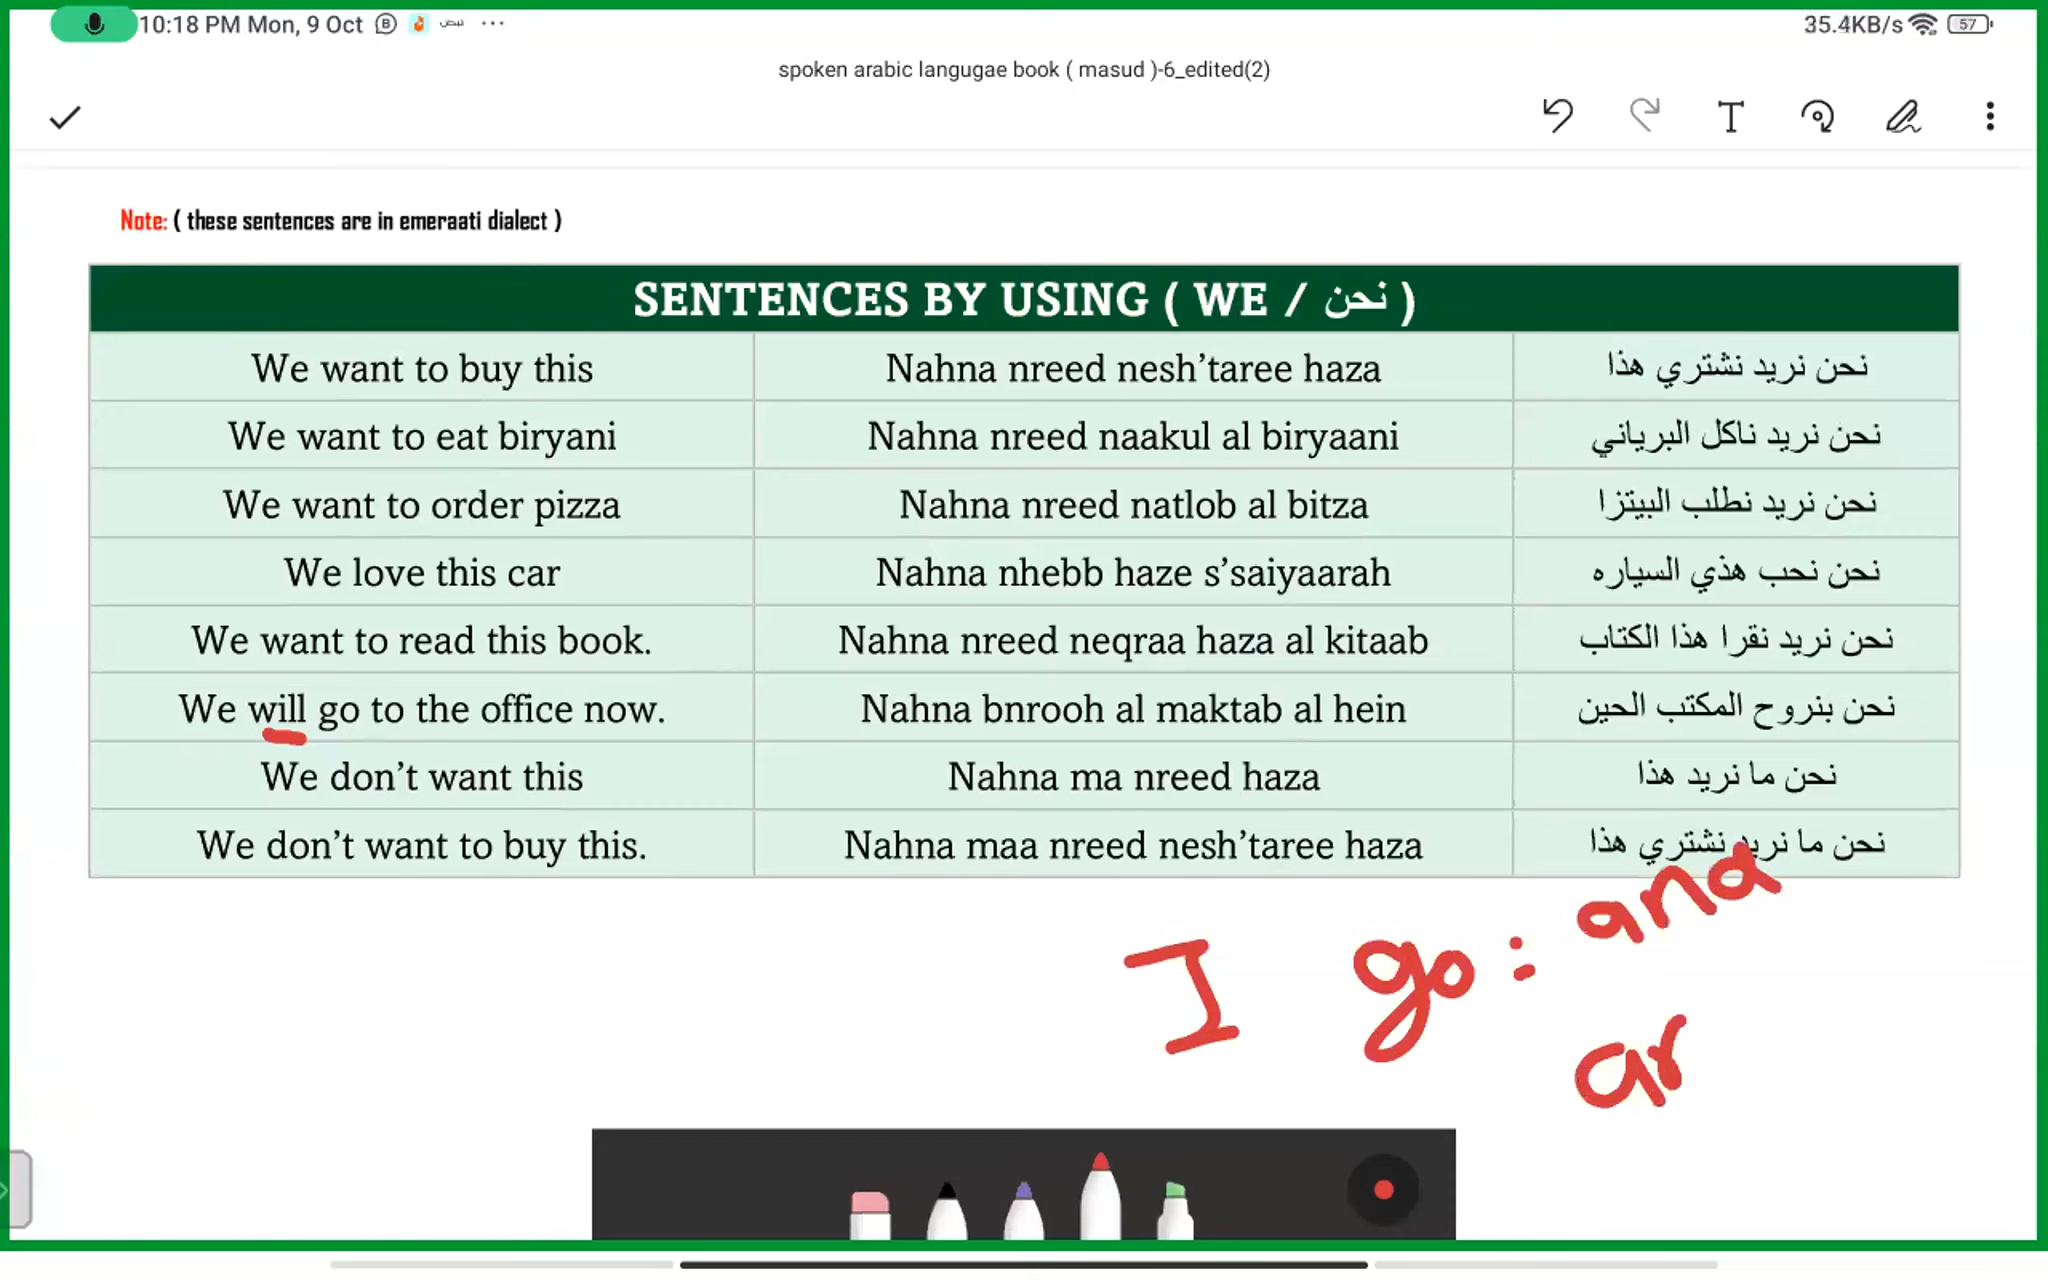 10:18 PM Mon, 9 Oct نبض ...
35.4KB/s 57
spoken arabic langugae book ( masud )-6_edited(2)
Note: ( these sentences are in emeraati dialect )
SENTENCES BY USING ( WE / نحن )
We want to buy this Nahna nreed nesh’taree haza نحن نريد نشتري هذا
We want to eat biryani Nahna nreed naakul al biryaani نحن نريد ناكل البرياني
We want to order pizza Nahna nreed natlob al bitza نحن نريد نطلب البيتزا
We love this car Nahna nhebb haze s’saiyaarah نحن نحب هذي السياره
We want to read this book. Nahna nreed neqraa haza al kitaab نحن نريد نقرا هذا الكتاب
We will go to the office now. Nahna bnrooh al maktab al hein نحن بنروح المكتب الحين
We don’t want this Nahna ma nreed haza نحن ما نريد هذا
We don’t want to buy this. Nahna maa nreed nesh’taree haza نحن ما نريد نشتري هذا
I go : ana
ar